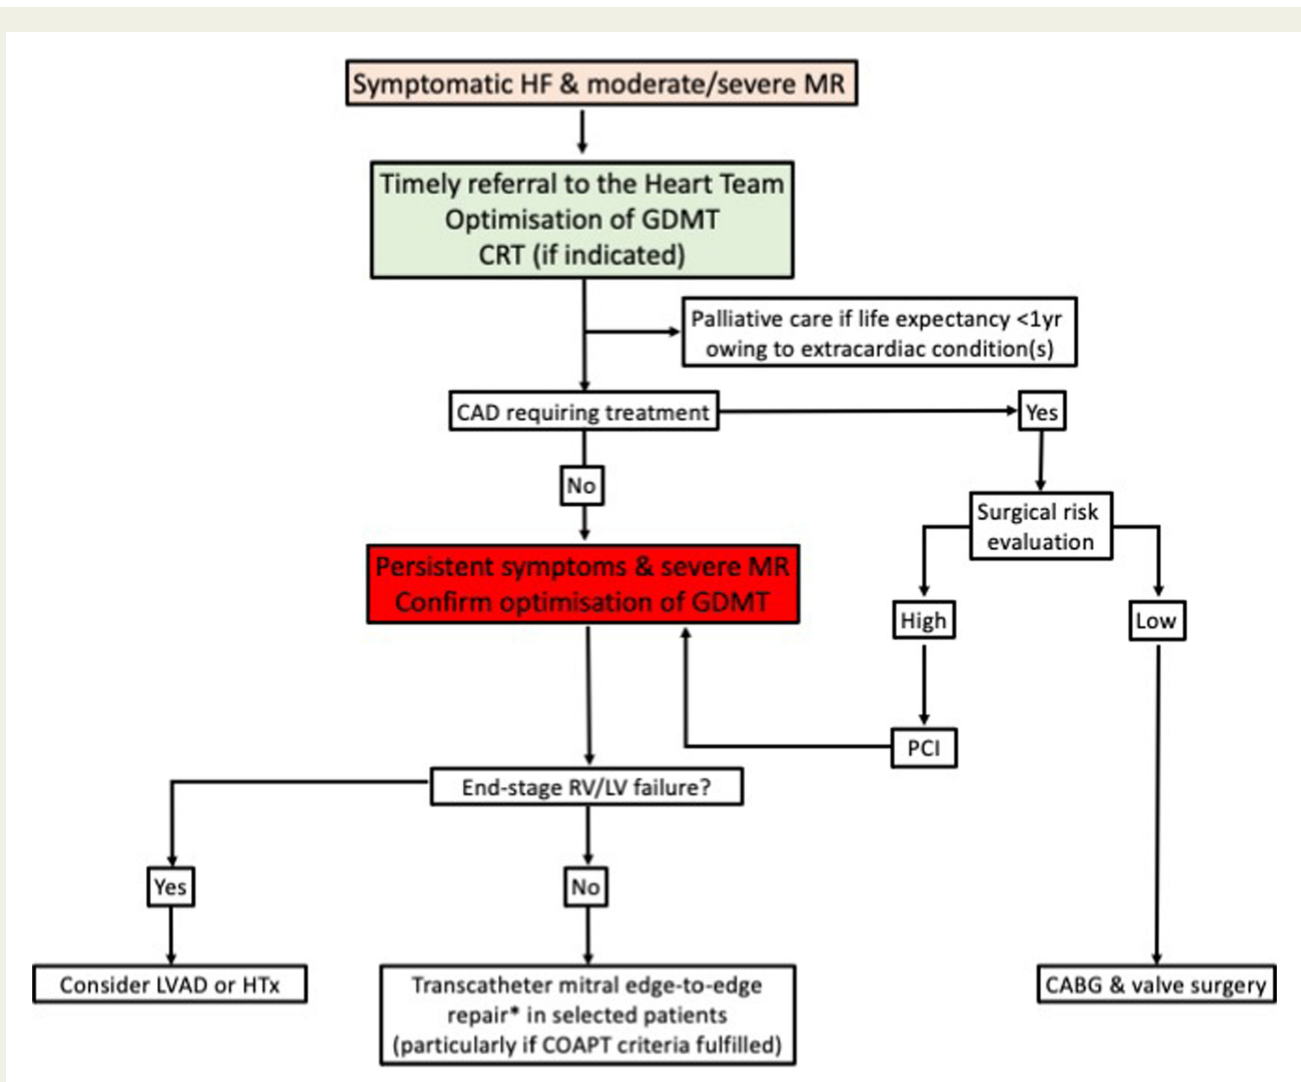 Symptomatic HF & moderate/severe MR
Timely referral to the Heart Team
Optimisation of GDMT
CRT (if indicated)
Palliative care if life expectancy <1yr
owing to extracardiac condition(s)
CAD requiring treatment
Yes
No
Surgical risk
evaluation
Persistent symptoms & severe MR
Confirm optimisation of GDMT
High
Low
PCI
End-stage RV/LV failure?
Yes
No
Consider LVAD or HTx
Transcatheter mitral edge-to-edge
repair* in selected patients
(particularly if COAPT criteria fulfilled)
CABG & valve surgery